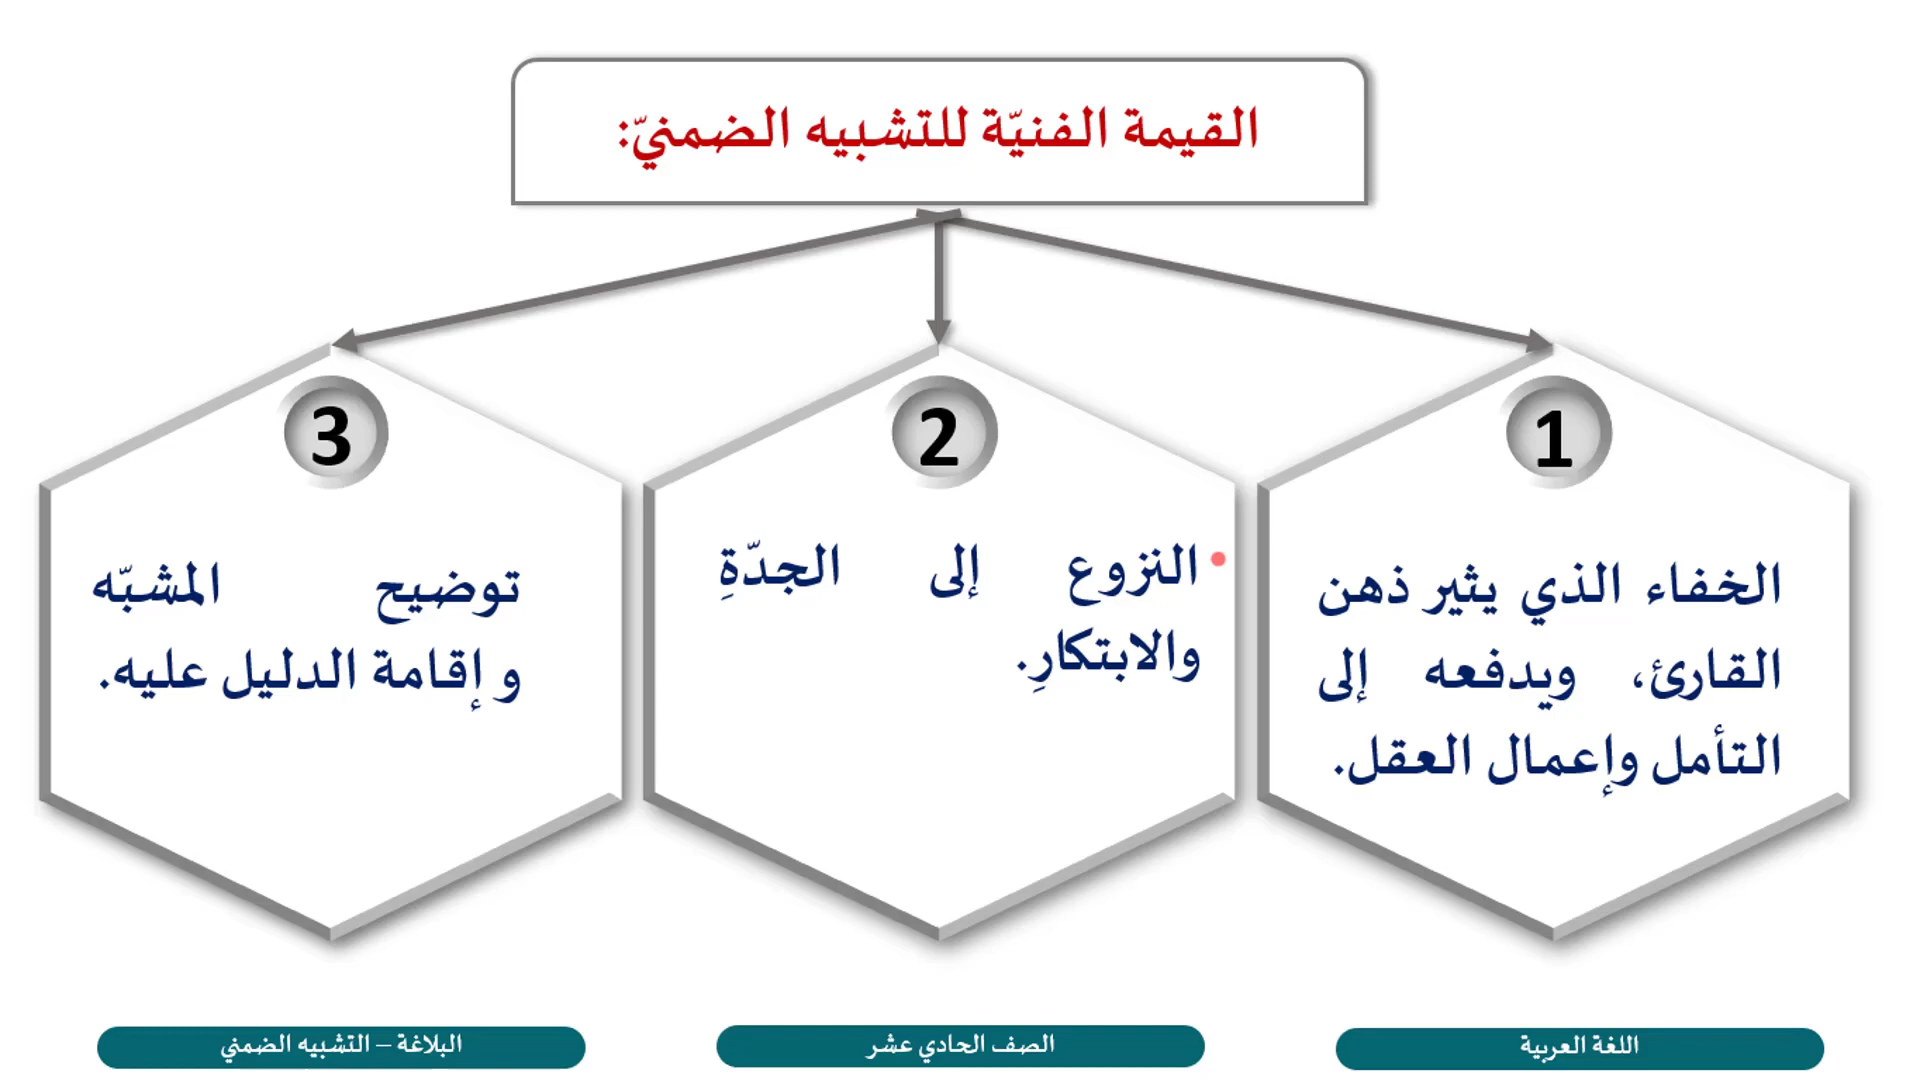 القيمة الفنيّة للتشبيه الضمنيّ:
1
الخفاء الذي يثير ذهن
القارئ، ويدفعه إلى
التأمل وإعمال العقل.
2
النزوع إلى الجدّةِ
والابتكارِ.
3
توضيح المشبّه
و إقامة الدليل عليه.
اللغة العربية
الصف الحادي عشر
البلاغة – التشبيه الضمني